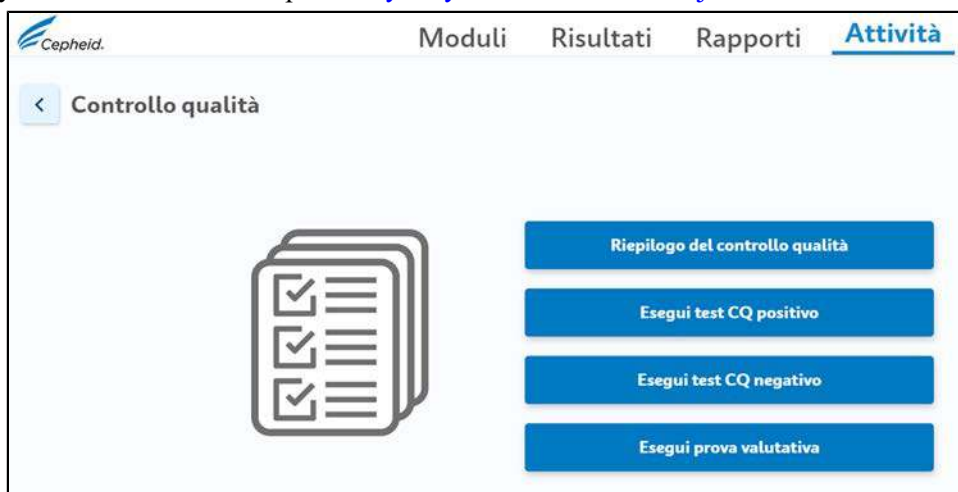 Cepheid.
Moduli Risultati Rapporti Attività
Controllo qualità
Riepilogo del controllo qualità
Esegui test CQ positivo
Esegui test CQ negativo
Esegui prova valutativa